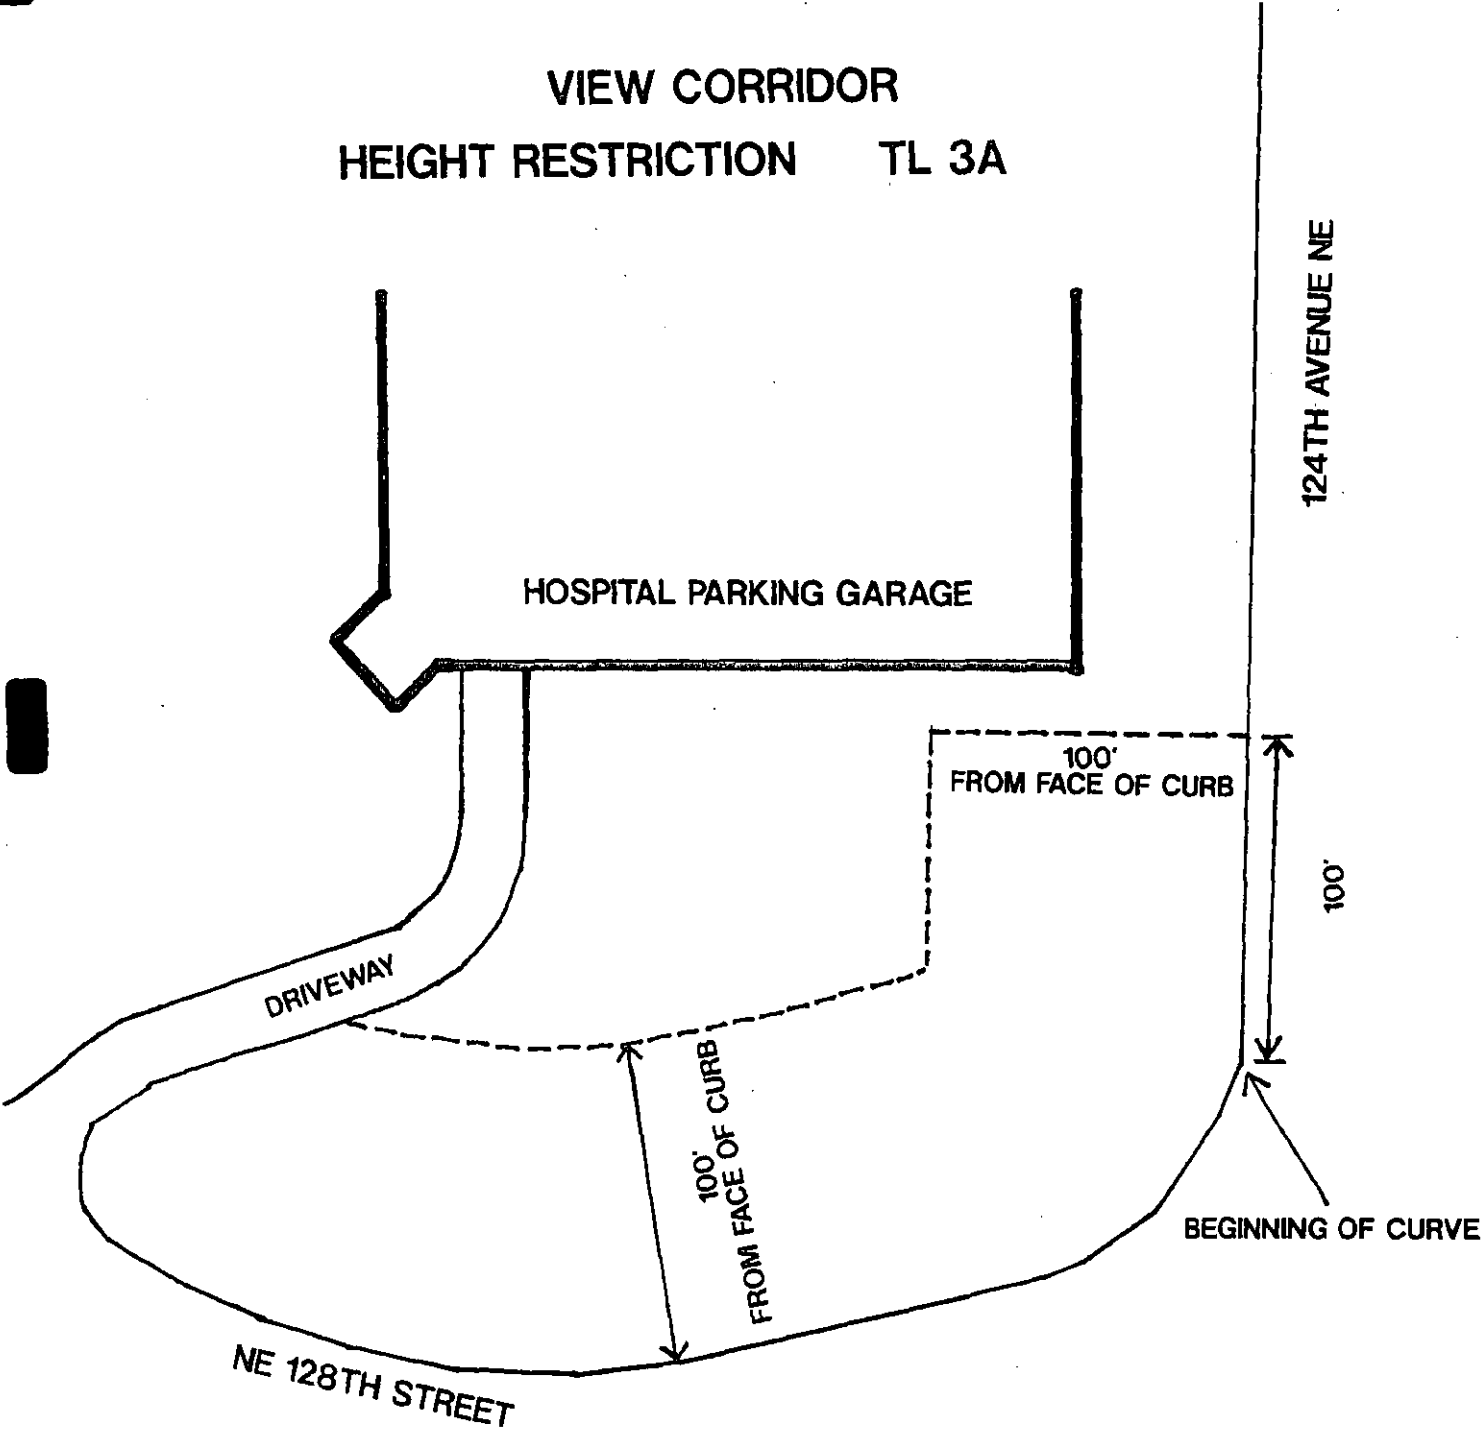 VIEW CORRIDOR
HEIGHT RESTRICTION TL 3A
124TH AVENUE NE
HOSPITAL PARKING GARAGE
100'
FROM FACE OF CURB
100'
DRIVEWAY
100'
FROM FACE OF CURB
BEGINNING OF CURVE
NE 128TH STREET